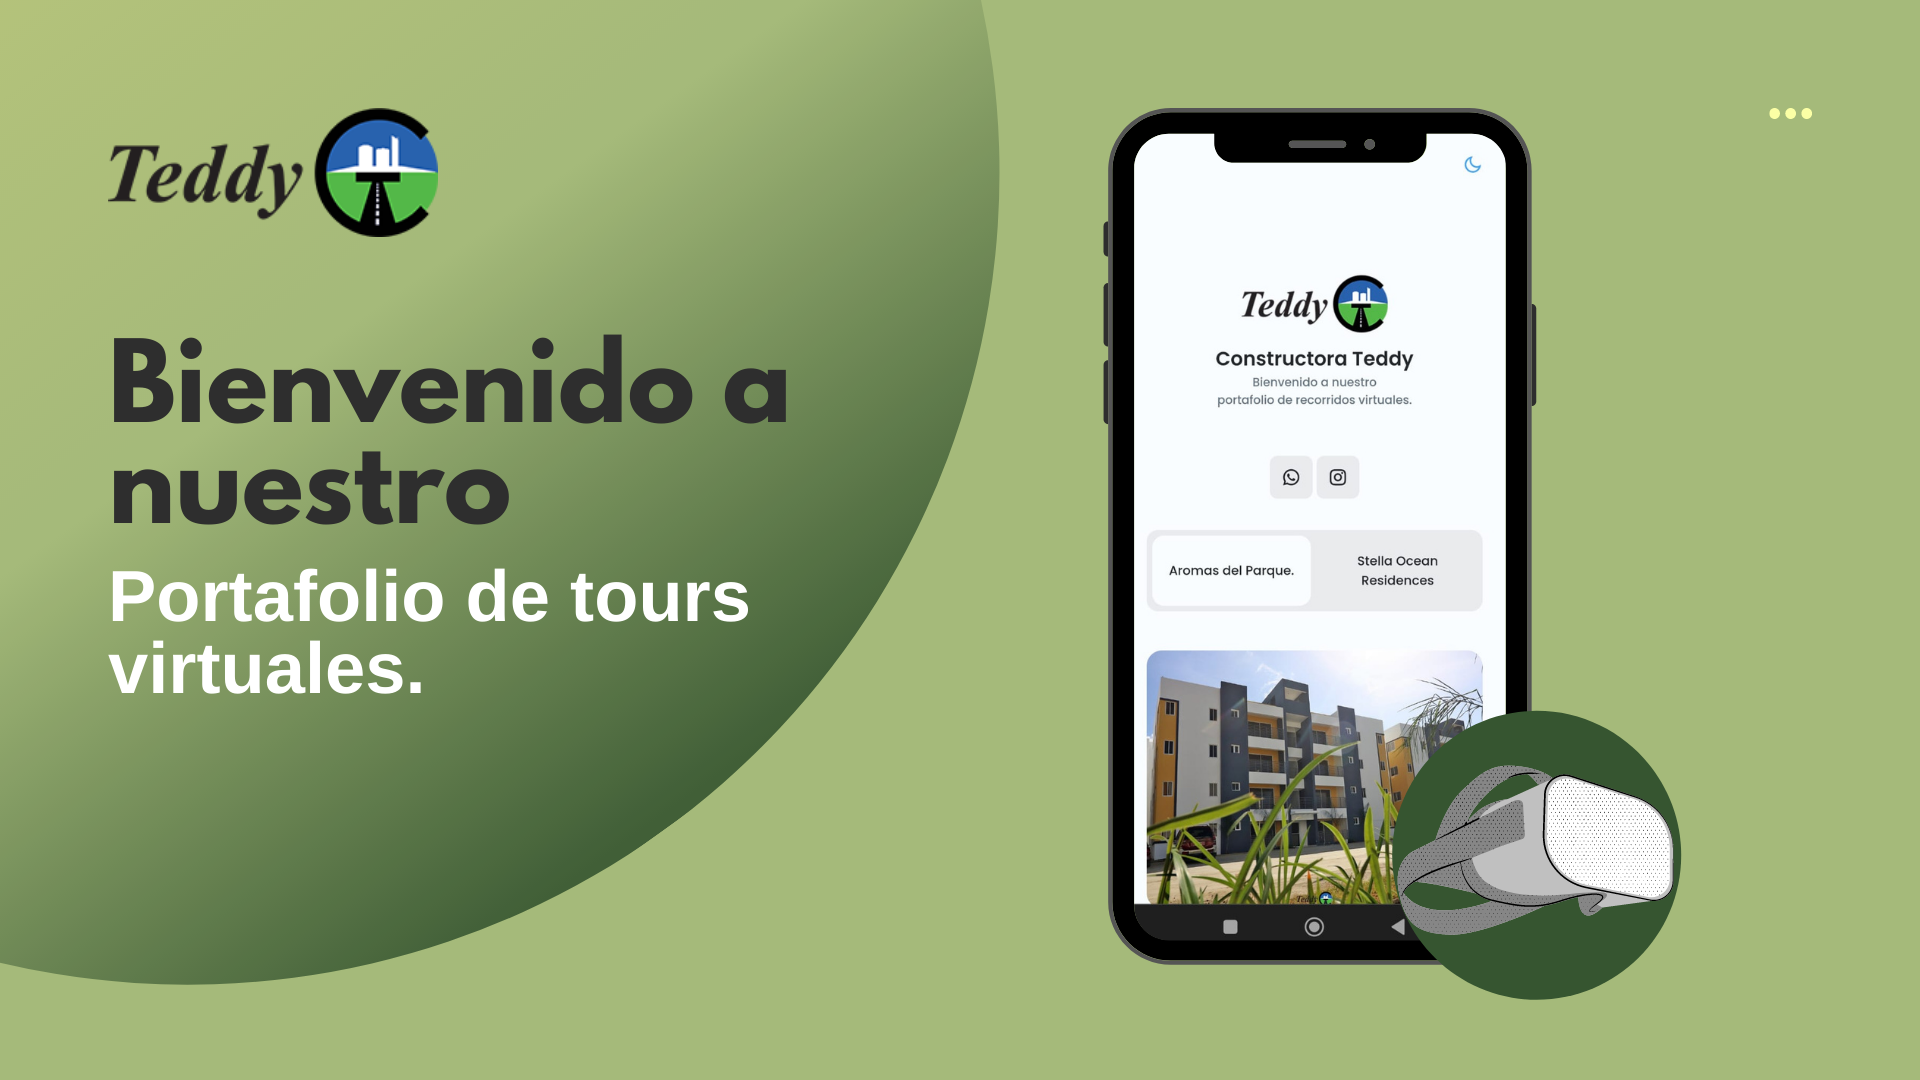 Teddy
Bienvenido a
nuestro
Portafolio de tours
virtuales.
Teddy
Constructora Teddy
Bienvenido a nuestro
portafolio de recorridos virtuales.
Aromas del Parque.
Stella Ocean
Residences
Teddy